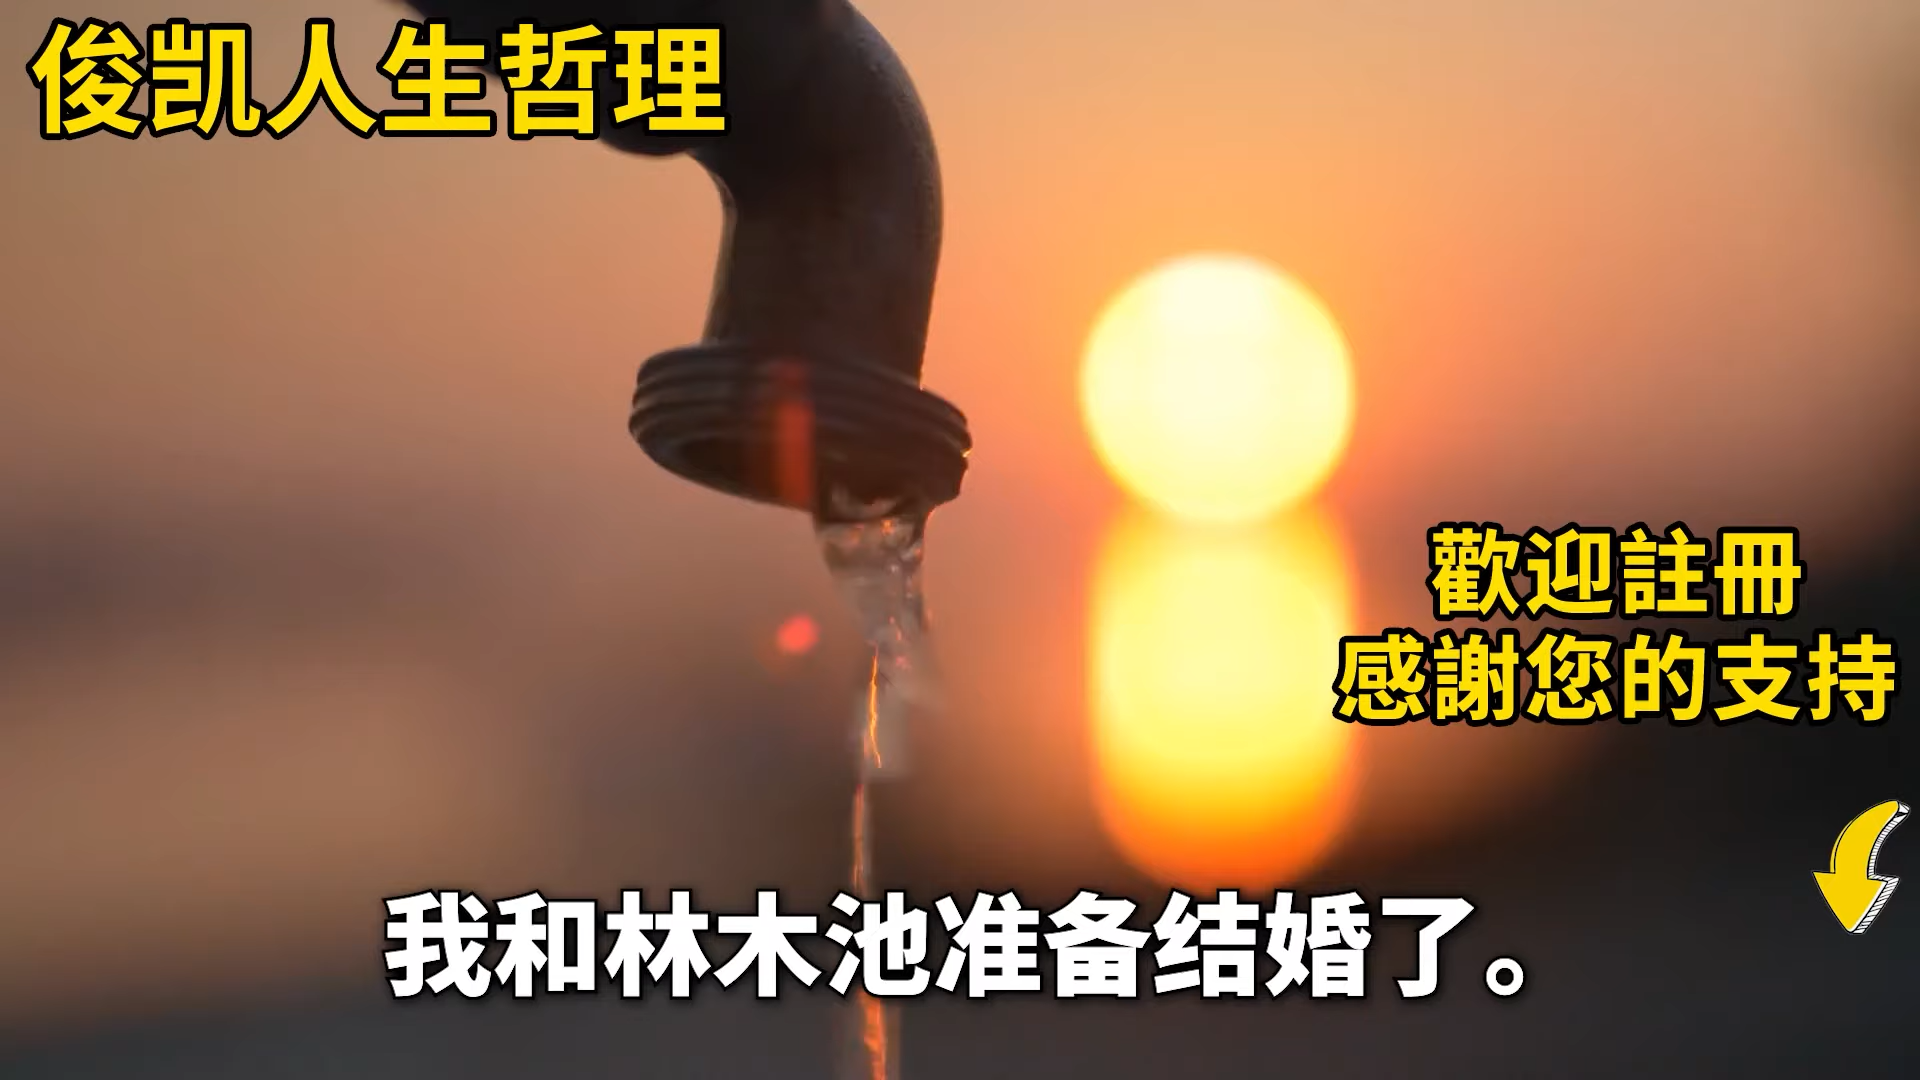 俊凯人生哲理
歡迎註冊
感謝您的支持
我和林木池准备结婚了。